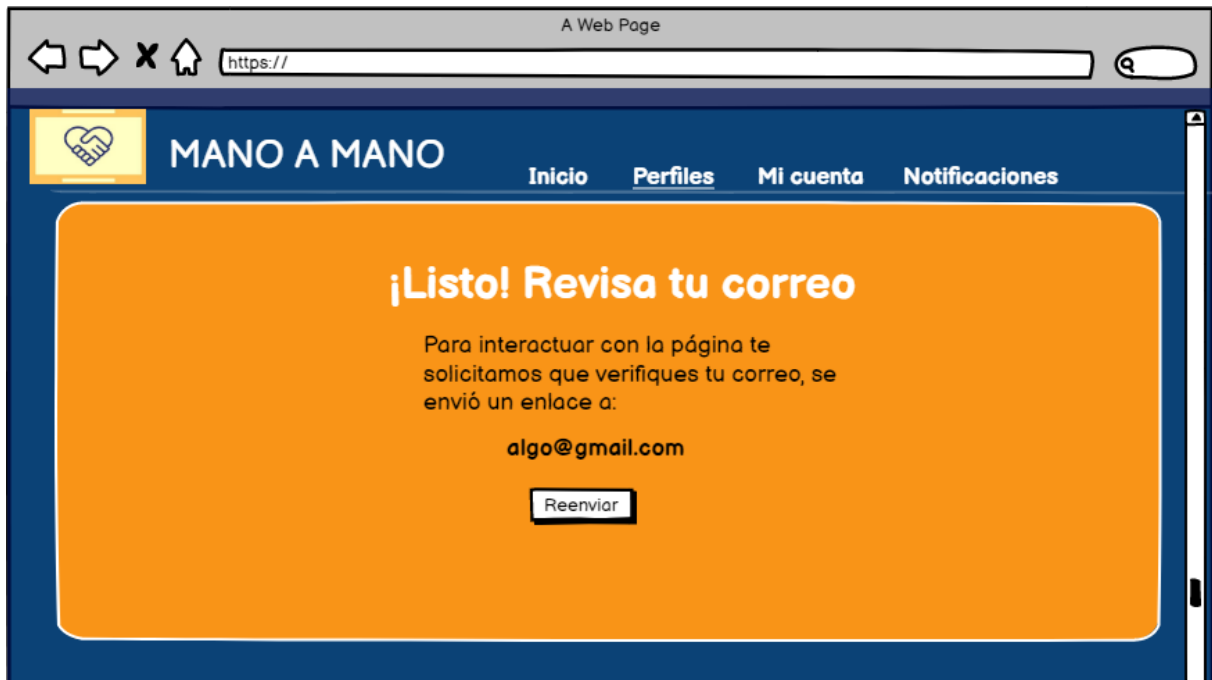 A Web Page
https://
MANO A MANO
Inicio Perfiles Mi cuenta Notificaciones
¡Listo! Revisa tu correo
Para interactuar con la página te
solicitamos que verifiques tu correo, se
envió un enlace a:
algo@gmail.com
Reenviar